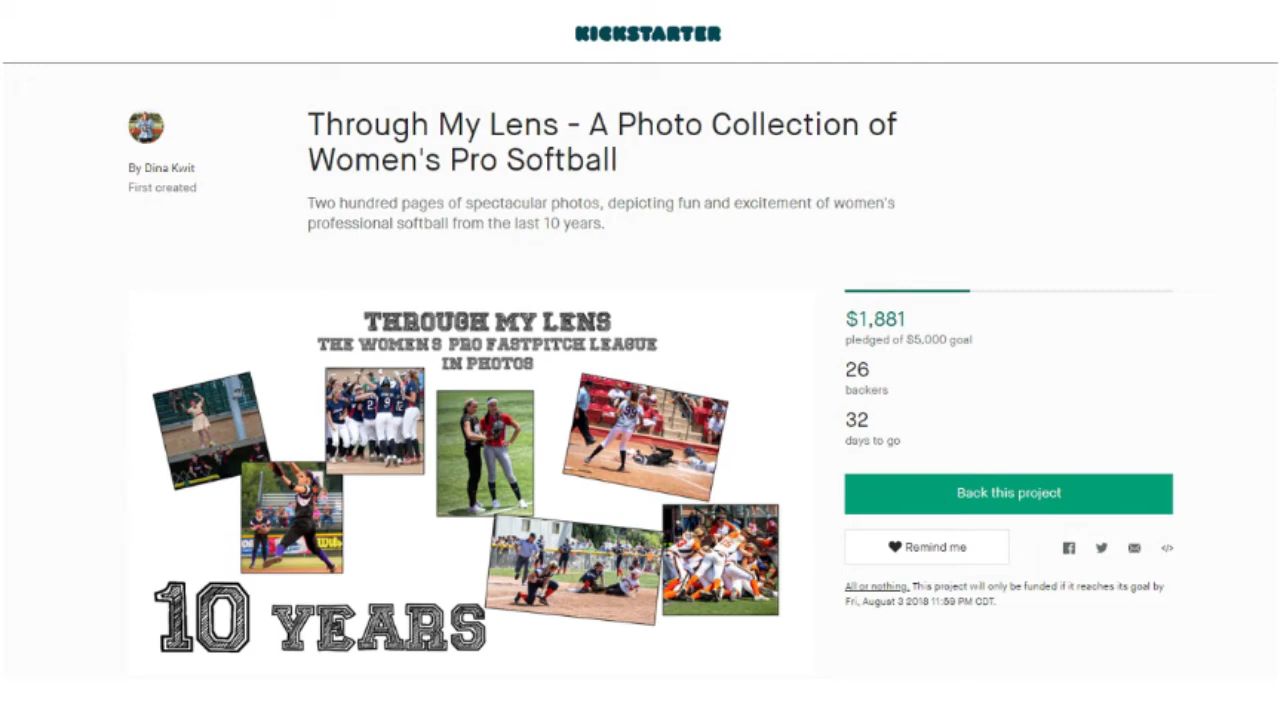 KICKSTARTER
By Dina Kwit
First created
Through My Lens - A Photo Collection of
Women's Pro Softball
Two hundred pages of spectacular photos, depicting fun and excitement of women's
professional softball from the last 10 years.
THROUGH MY LENS
THE WOMEN'S PRO FASTPITCH LEAGUE
IN PHOTOS
10 YEARS
$1,881
pledged of $5,000 goal
26
backers
32
days to go
Back this project
Remind me
All or nothing. This project will only be funded if it reaches its goal by
Fri, August 3 2018 11:59 PM CDT.